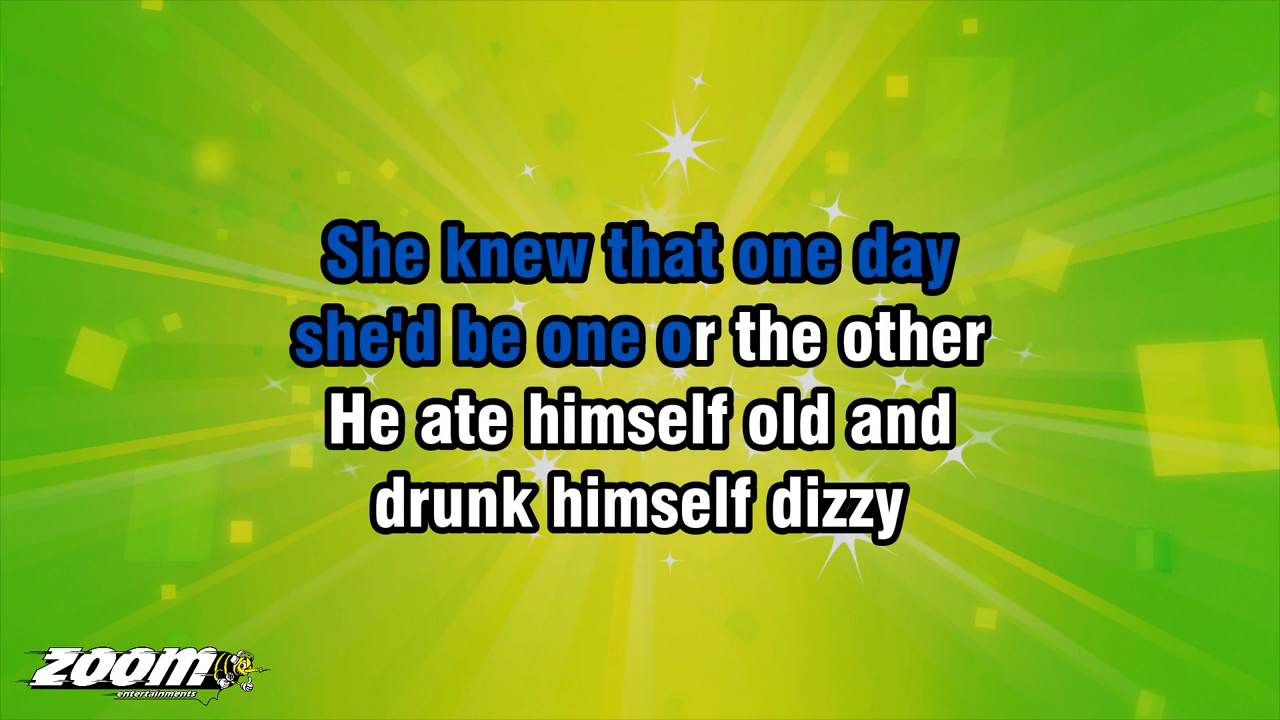 She knew that one day
she'd be one or the other
He ate himself old and
drunk himself dizzy
zoom
entertainments